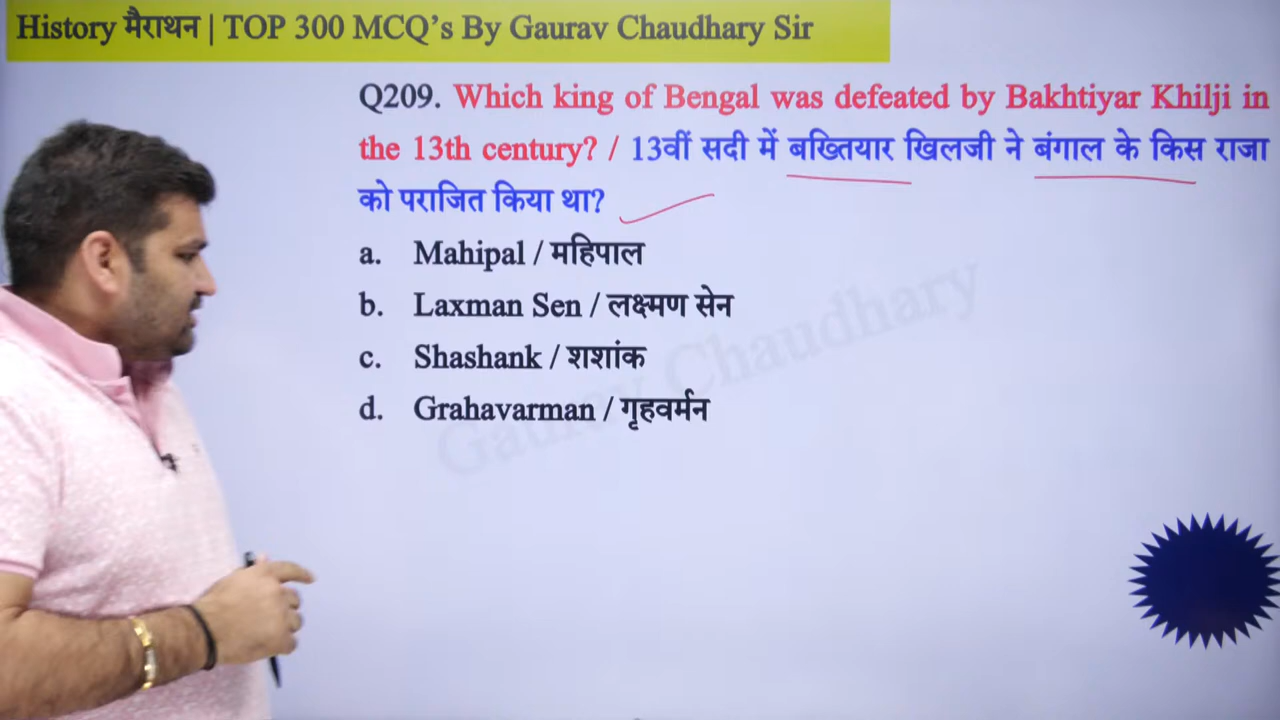 History मैराथन | TOP 300 MCQ’s By Gaurav Chaudhary Sir
Q209. Which king of Bengal was defeated by Bakhtiyar Khilji in
the 13th century? / 13वीं सदी में बख्तियार खिलजी ने बंगाल के किस राजा
को पराजित किया था?
a. Mahipal / महिपाल
b. Laxman Sen / लक्ष्मण सेन
c. Shashank / शशांक
d. Grahavarman / गृहवर्मन
Gaurav Chaudhary